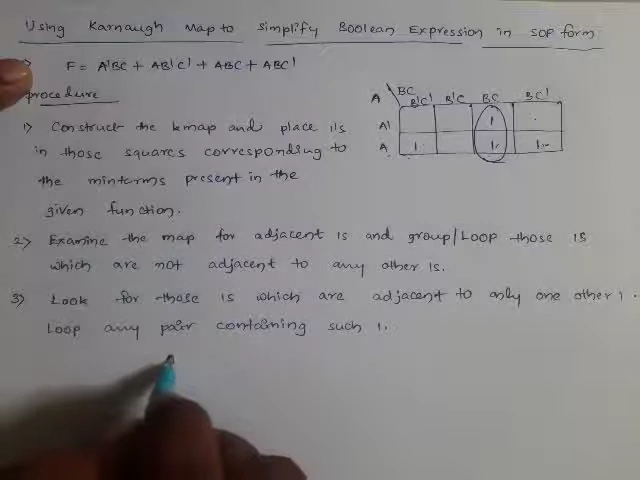 Using Karnaugh Map to simplify Boolean Expression in SOP form.
1) F = A'BC + AB'C' + ABC + ABC'
procedure
A \ BC
B'C' B'C BC BC'
A' 1
A 1 1 1
1) Construct the kmap and place 1s
in those squares corresponding to
the minterms present in the
given function.
2) Examine the map for adjacent 1s and group/Loop those 1s
which are not adjacent to any other 1s.
3) Look for those 1s which are adjacent to only one other 1.
Loop any pair containing such 1.